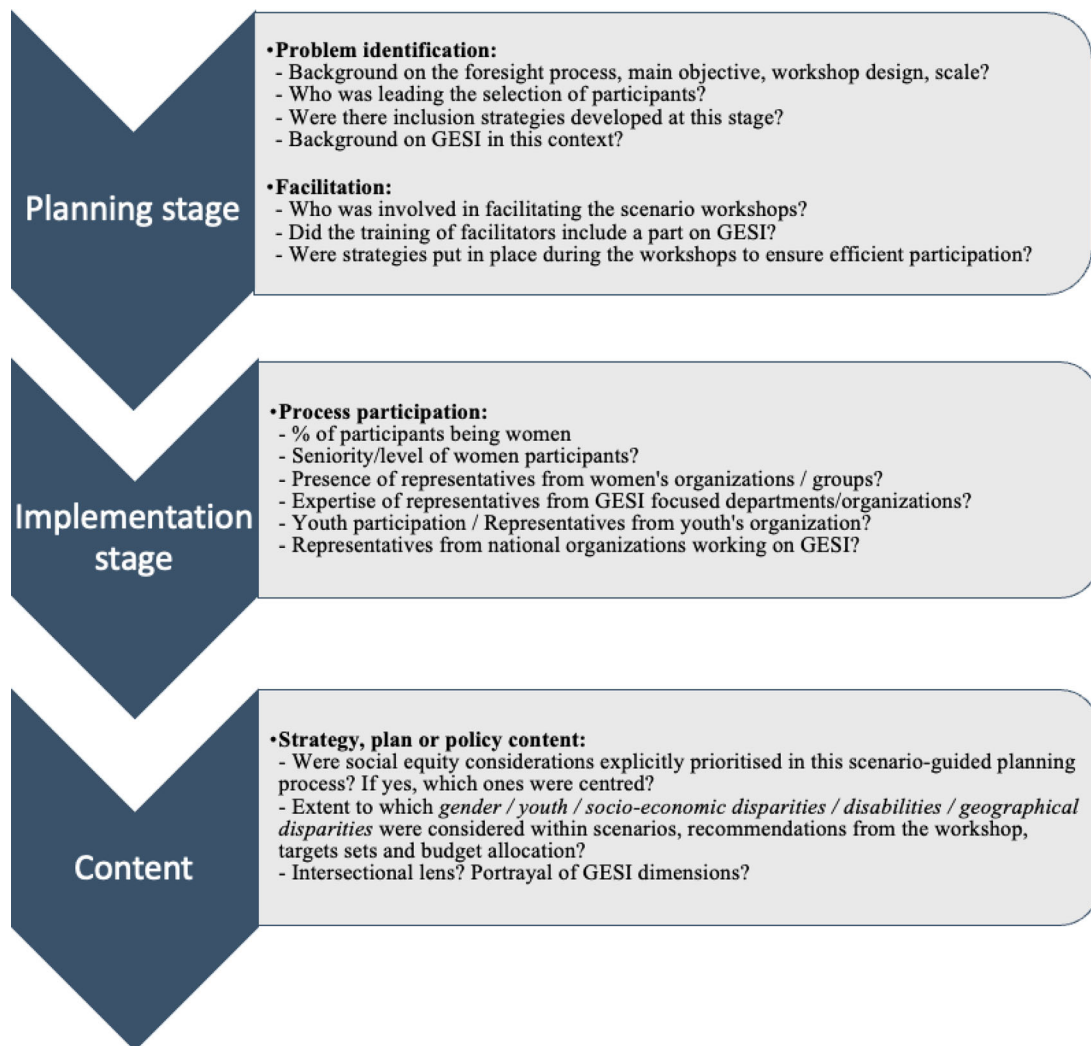 Planning stage
•Problem identification:
- Background on the foresight process, main objective, workshop design, scale?
- Who was leading the selection of participants?
- Were there inclusion strategies developed at this stage?
- Background on GESI in this context?
•Facilitation:
- Who was involved in facilitating the scenario workshops?
- Did the training of facilitators include a part on GESI?
- Were strategies put in place during the workshops to ensure efficient participation?
Implementation
stage
•Process participation:
- % of participants being women
- Seniority/level of women participants?
- Presence of representatives from women's organizations / groups?
- Expertise of representatives from GESI focused departments/organizations?
- Youth participation / Representatives from youth's organization?
- Representatives from national organizations working on GESI?
Content
•Strategy, plan or policy content:
- Were social equity considerations explicitly prioritised in this scenario-guided planning
process? If yes, which ones were centred?
- Extent to which gender / youth / socio-economic disparities / disabilities / geographical
disparities were considered within scenarios, recommendations from the workshop,
targets sets and budget allocation?
- Intersectional lens? Portrayal of GESI dimensions?